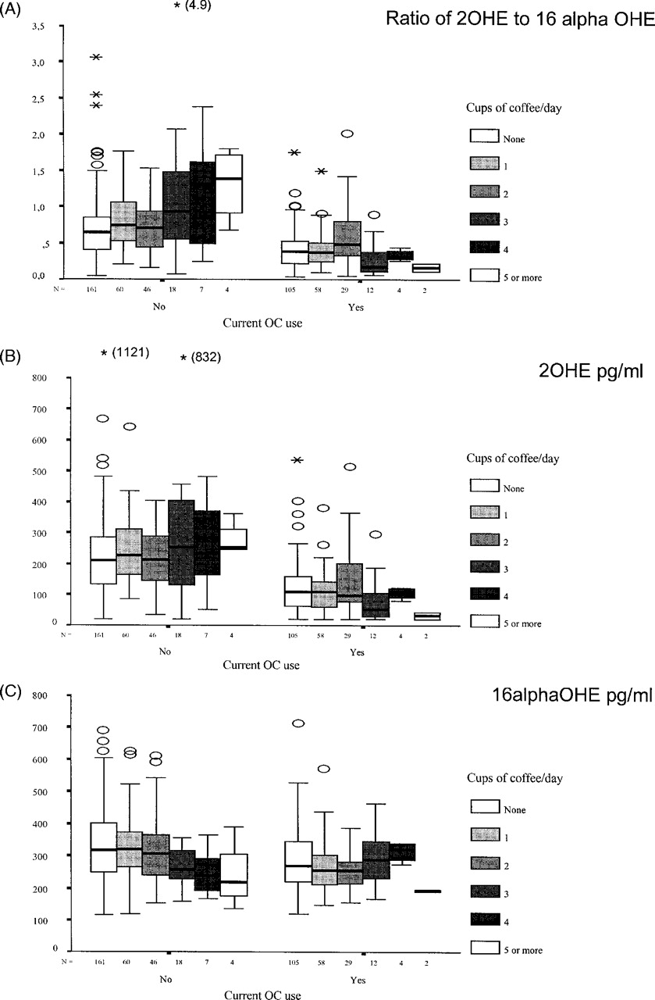 (A)
* (4.9)
Ratio of 2OHE to 16 alpha OHE
3,5
3,0
2,5
2,0
1,5
1,0
,5
0,0
Cups of coffee/day
None
1
2
3
4
5 or more
N = 161 60 46 18 7 4 105 58 29 12 4 2
No Yes
Current OC use
(B)
* (1121) * (832)
2OHE pg/ml
800
700
600
500
400
300
200
100
0
Cups of coffee/day
None
1
2
3
4
5 or more
N = 161 60 46 18 7 4 105 58 29 12 4 2
No Yes
Current OC use
(C)
16alphaOHE pg/ml
800
700
600
500
400
300
200
100
0
Cups of coffee/day
None
1
2
3
4
5 or more
N = 161 60 46 18 7 4 105 58 29 12 4 2
No Yes
Current OC use